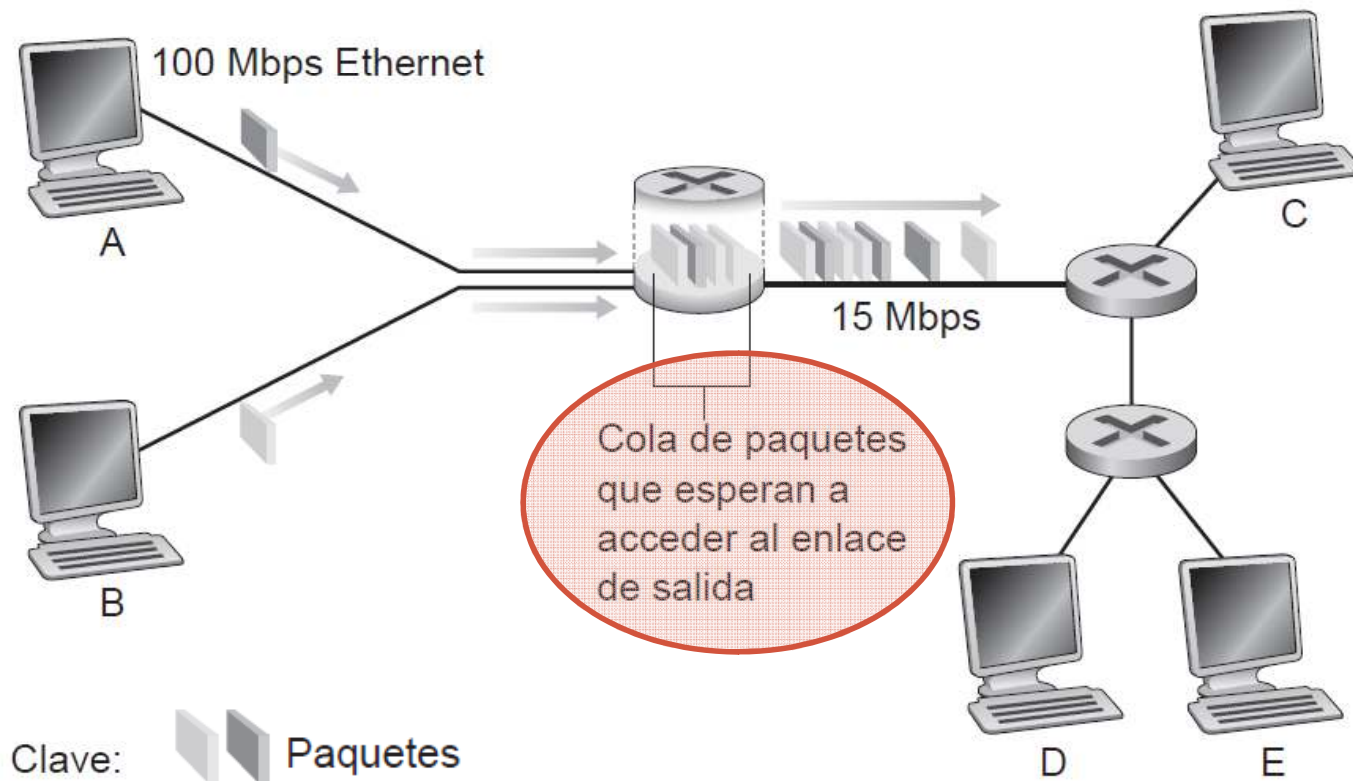 100 Mbps Ethernet
A
C
15 Mbps
B
Cola de paquetes
que esperan a
acceder al enlace
de salida
D
E
Clave:
Paquetes